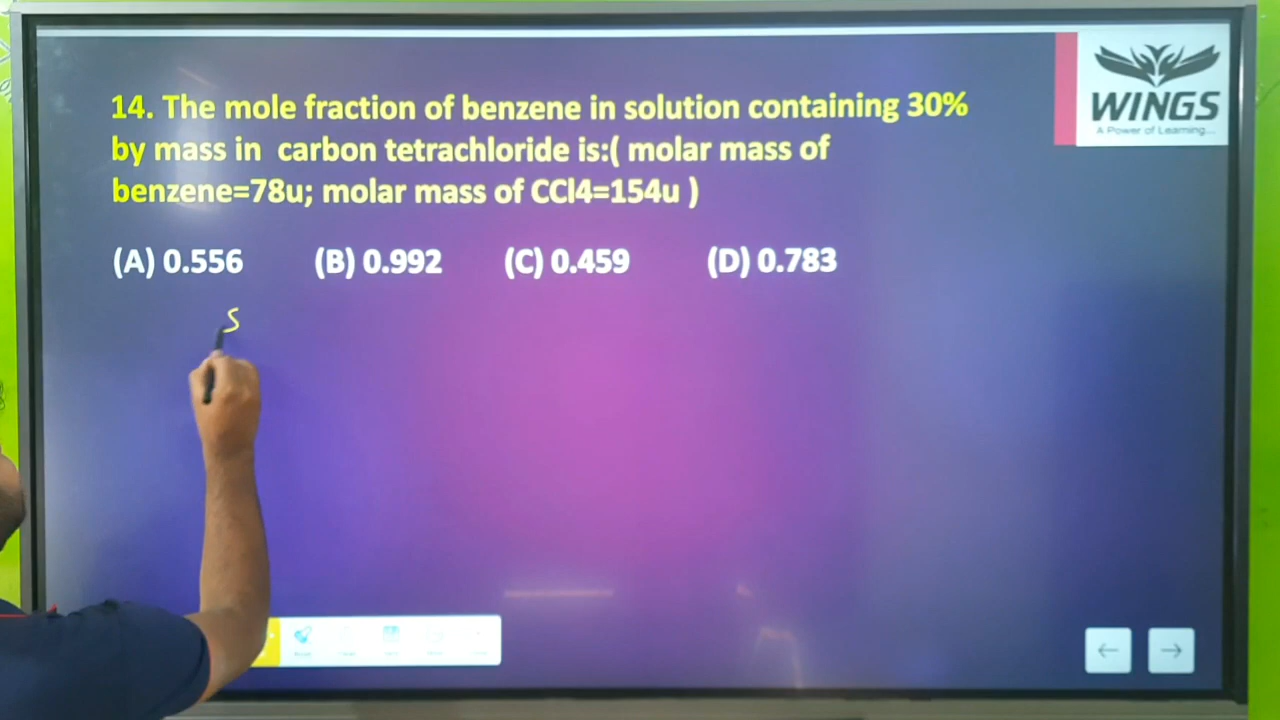 14. The mole fraction of benzene in solution containing 30%
by mass in carbon tetrachloride is:( molar mass of
benzene=78u; molar mass of CCl4=154u )
(A) 0.556 (B) 0.992 (C) 0.459 (D) 0.783
S
WINGS
A Power of Learning...